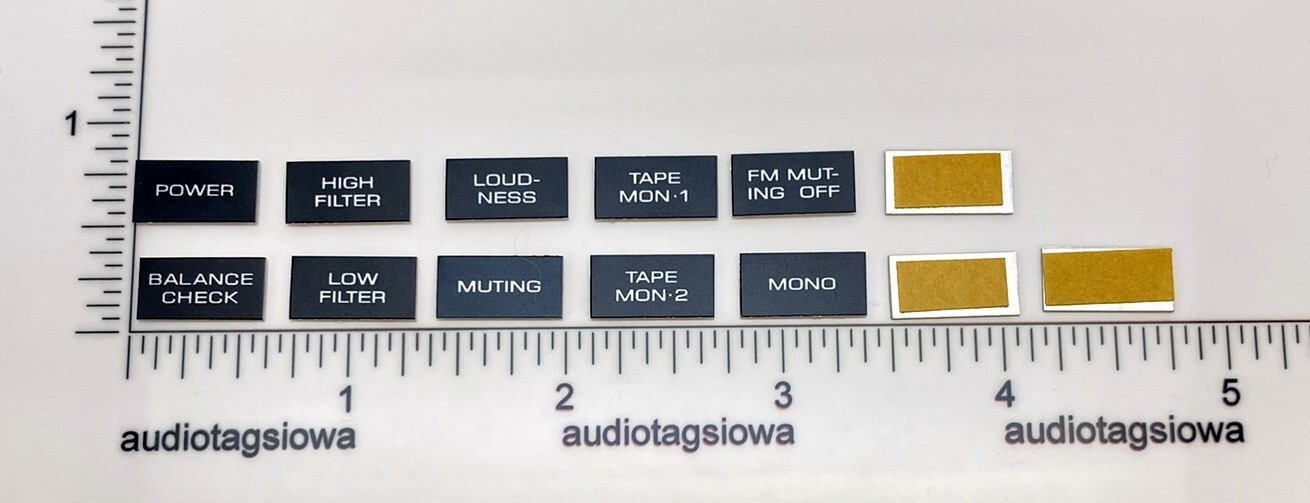 1
POWER
HIGH
FILTER
LOUD-
NESS
TAPE
MON·1
FM MUT-
ING OFF
BALANCE
CHECK
LOW
FILTER
MUTING
TAPE
MON·2
MONO
1 2 3 4 5
audiotagsiowa audiotagsiowa audiotagsiowa